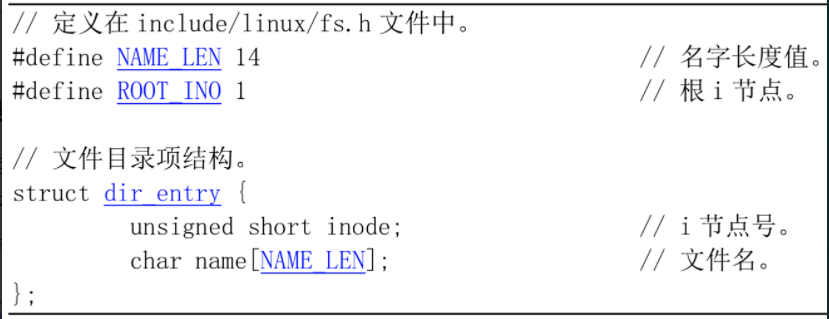 // 定义在 include/linux/fs.h 文件中。
#define NAME_LEN 14 // 名字长度值。
#define ROOT_INO 1 // 根 i 节点。
// 文件目录项结构。
struct dir_entry {
unsigned short inode; // i 节点号。
char name[NAME_LEN]; // 文件名。
};